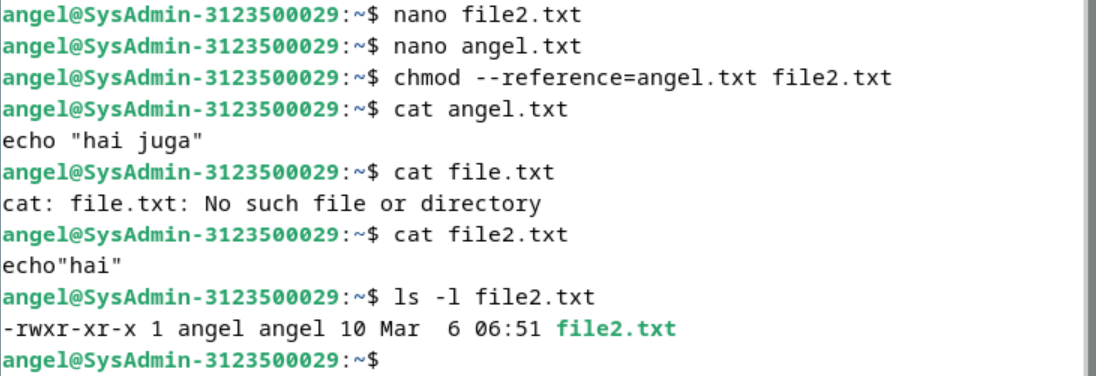 angel@SysAdmin-3123500029:~$ nano file2.txt
angel@SysAdmin-3123500029:~$ nano angel.txt
angel@SysAdmin-3123500029:~$ chmod --reference=angel.txt file2.txt
angel@SysAdmin-3123500029:~$ cat angel.txt
echo "hai juga"
angel@SysAdmin-3123500029:~$ cat file.txt
cat: file.txt: No such file or directory
angel@SysAdmin-3123500029:~$ cat file2.txt
echo"hai"
angel@SysAdmin-3123500029:~$ ls -l file2.txt
-rwxr-xr-x 1 angel angel 10 Mar  6 06:51 file2.txt
angel@SysAdmin-3123500029:~$